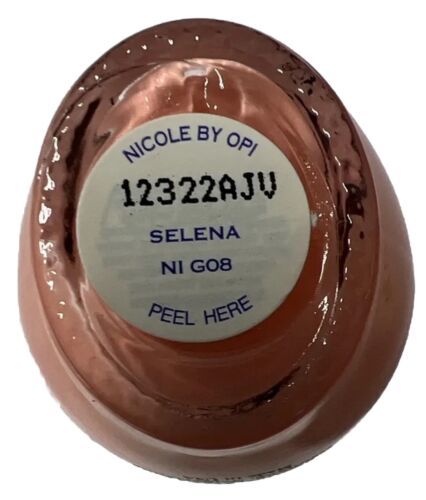 NICOLE BY OPI
12322AJV
SELENA
NI G08
PEEL HERE